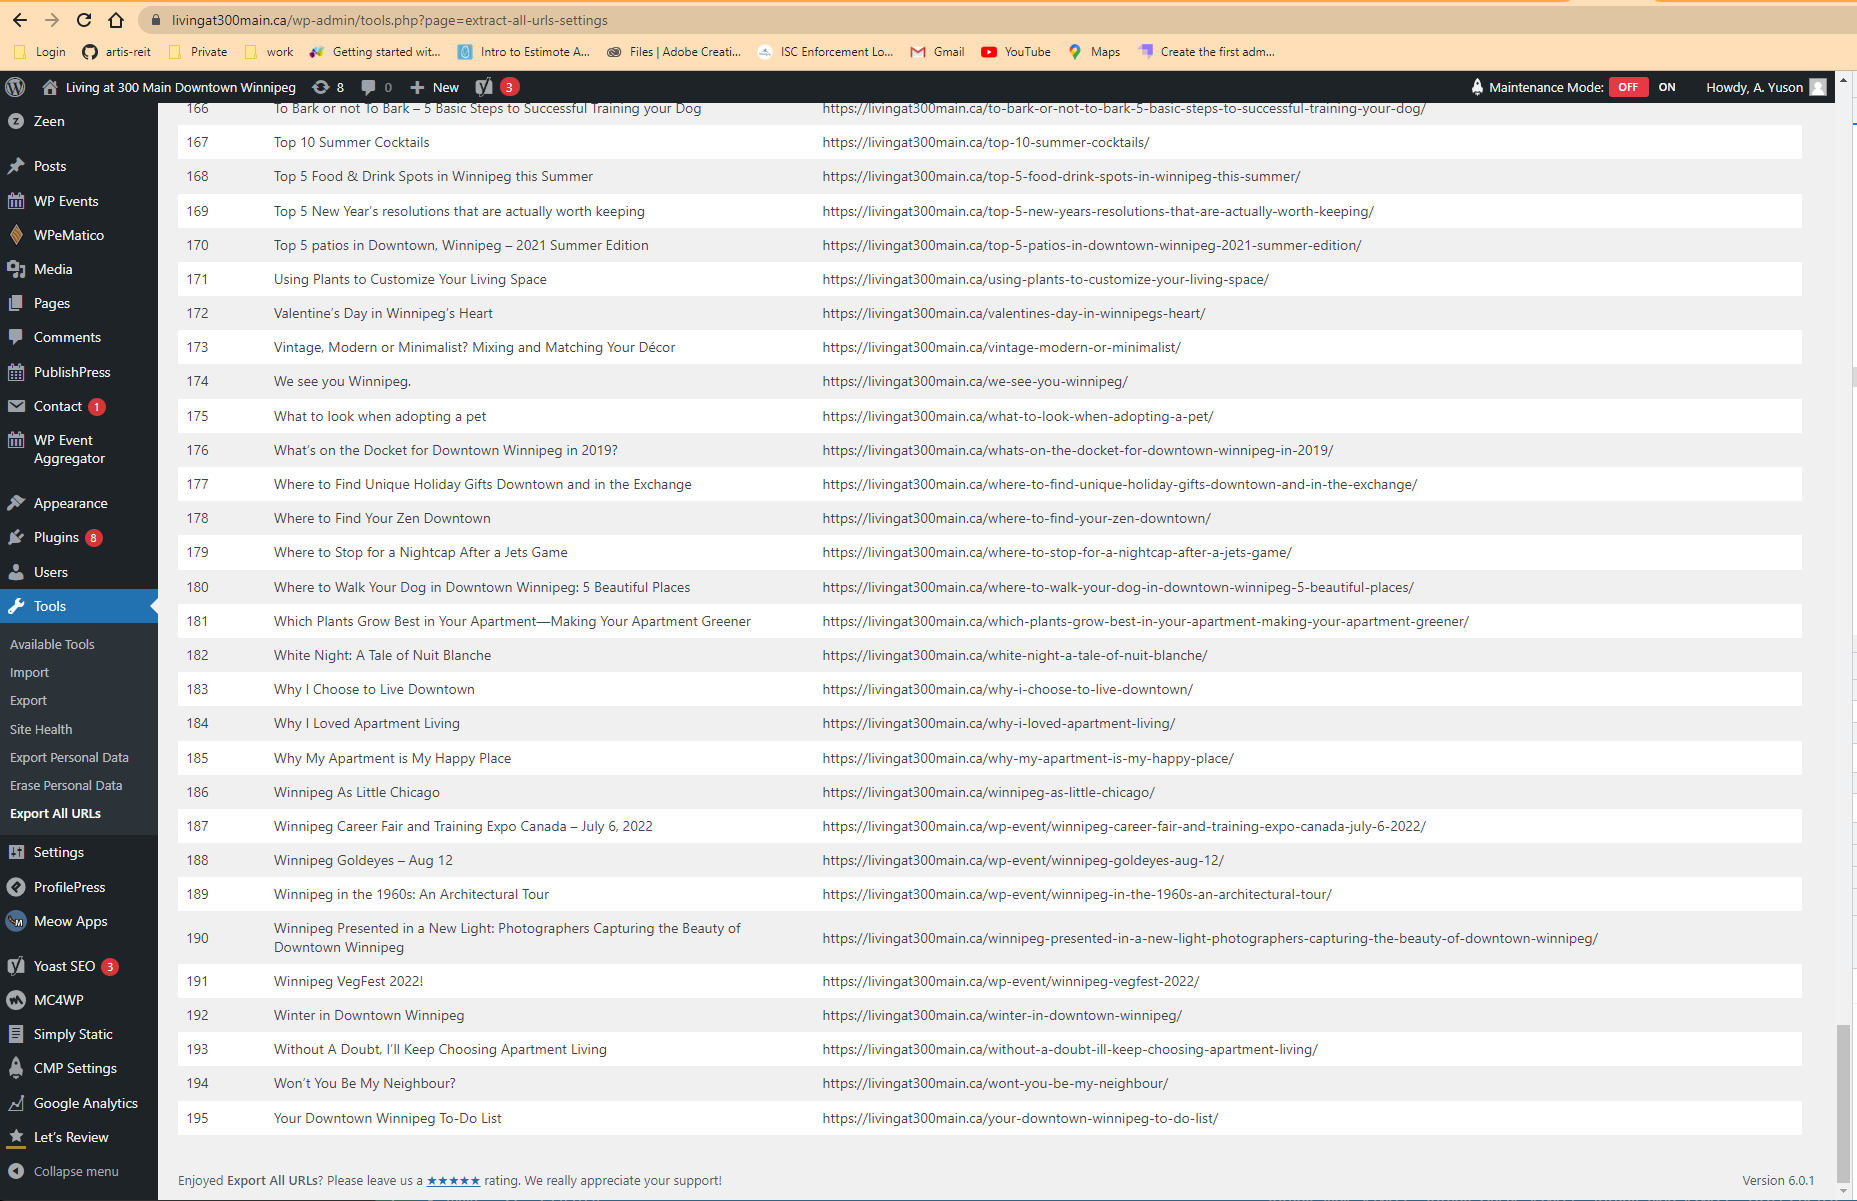 livingat300main.ca/wp-admin/tools.php?page=extract-all-urls-settings
Login artis-reit Private work Getting started wit... Intro to Estimote A... Files | Adobe Creati... ISC Enforcement Lo... Gmail YouTube Maps Create the first adm...
Living at 300 Main Downtown Winnipeg 8 0 New 3 Maintenance Mode: OFF ON Howdy, A. Yuson
Zeen
Posts
WP Events
WPeMatico
Media
Pages
Comments
PublishPress
Contact 1
WP Event
Aggregator
Appearance
Plugins 8
Users
Tools
Available Tools
Import
Export
Site Health
Export Personal Data
Erase Personal Data
Export All URLs
Settings
ProfilePress
Meow Apps
Yoast SEO 3
MC4WP
Simply Static
CMP Settings
Google Analytics
Let's Review
Collapse menu
166 To Bark or not To Bark – 5 Basic Steps to Successful Training your Dog https://livingat300main.ca/to-bark-or-not-to-bark-5-basic-steps-to-successful-training-your-dog/
167 Top 10 Summer Cocktails https://livingat300main.ca/top-10-summer-cocktails/
168 Top 5 Food & Drink Spots in Winnipeg this Summer https://livingat300main.ca/top-5-food-drink-spots-in-winnipeg-this-summer/
169 Top 5 New Year's resolutions that are actually worth keeping https://livingat300main.ca/top-5-new-years-resolutions-that-are-actually-worth-keeping/
170 Top 5 patios in Downtown, Winnipeg – 2021 Summer Edition https://livingat300main.ca/top-5-patios-in-downtown-winnipeg-2021-summer-edition/
171 Using Plants to Customize Your Living Space https://livingat300main.ca/using-plants-to-customize-your-living-space/
172 Valentine's Day in Winnipeg's Heart https://livingat300main.ca/valentines-day-in-winnipegs-heart/
173 Vintage, Modern or Minimalist? Mixing and Matching Your Décor https://livingat300main.ca/vintage-modern-or-minimalist/
174 We see you Winnipeg. https://livingat300main.ca/we-see-you-winnipeg/
175 What to look when adopting a pet https://livingat300main.ca/what-to-look-when-adopting-a-pet/
176 What's on the Docket for Downtown Winnipeg in 2019? https://livingat300main.ca/whats-on-the-docket-for-downtown-winnipeg-in-2019/
177 Where to Find Unique Holiday Gifts Downtown and in the Exchange https://livingat300main.ca/where-to-find-unique-holiday-gifts-downtown-and-in-the-exchange/
178 Where to Find Your Zen Downtown https://livingat300main.ca/where-to-find-your-zen-downtown/
179 Where to Stop for a Nightcap After a Jets Game https://livingat300main.ca/where-to-stop-for-a-nightcap-after-a-jets-game/
180 Where to Walk Your Dog in Downtown Winnipeg: 5 Beautiful Places https://livingat300main.ca/where-to-walk-your-dog-in-downtown-winnipeg-5-beautiful-places/
181 Which Plants Grow Best in Your Apartment—Making Your Apartment Greener https://livingat300main.ca/which-plants-grow-best-in-your-apartment-making-your-apartment-greener/
182 White Night: A Tale of Nuit Blanche https://livingat300main.ca/white-night-a-tale-of-nuit-blanche/
183 Why I Choose to Live Downtown https://livingat300main.ca/why-i-choose-to-live-downtown/
184 Why I Loved Apartment Living https://livingat300main.ca/why-i-loved-apartment-living/
185 Why My Apartment is My Happy Place https://livingat300main.ca/why-my-apartment-is-my-happy-place/
186 Winnipeg As Little Chicago https://livingat300main.ca/winnipeg-as-little-chicago/
187 Winnipeg Career Fair and Training Expo Canada – July 6, 2022 https://livingat300main.ca/wp-event/winnipeg-career-fair-and-training-expo-canada-july-6-2022/
188 Winnipeg Goldeyes – Aug 12 https://livingat300main.ca/wp-event/winnipeg-goldeyes-aug-12/
189 Winnipeg in the 1960s: An Architectural Tour https://livingat300main.ca/wp-event/winnipeg-in-the-1960s-an-architectural-tour/
190 Winnipeg Presented in a New Light: Photographers Capturing the Beauty of
Downtown Winnipeg https://livingat300main.ca/winnipeg-presented-in-a-new-light-photographers-capturing-the-beauty-of-downtown-winnipeg/
191 Winnipeg VegFest 2022! https://livingat300main.ca/wp-event/winnipeg-vegfest-2022/
192 Winter in Downtown Winnipeg https://livingat300main.ca/winter-in-downtown-winnipeg/
193 Without A Doubt, I'll Keep Choosing Apartment Living https://livingat300main.ca/without-a-doubt-ill-keep-choosing-apartment-living/
194 Won't You Be My Neighbour? https://livingat300main.ca/wont-you-be-my-neighbour/
195 Your Downtown Winnipeg To-Do List https://livingat300main.ca/your-downtown-winnipeg-to-do-list/
Enjoyed Export All URLs? Please leave us a ★★★★★ rating. We really appreciate your support! Version 6.0.1